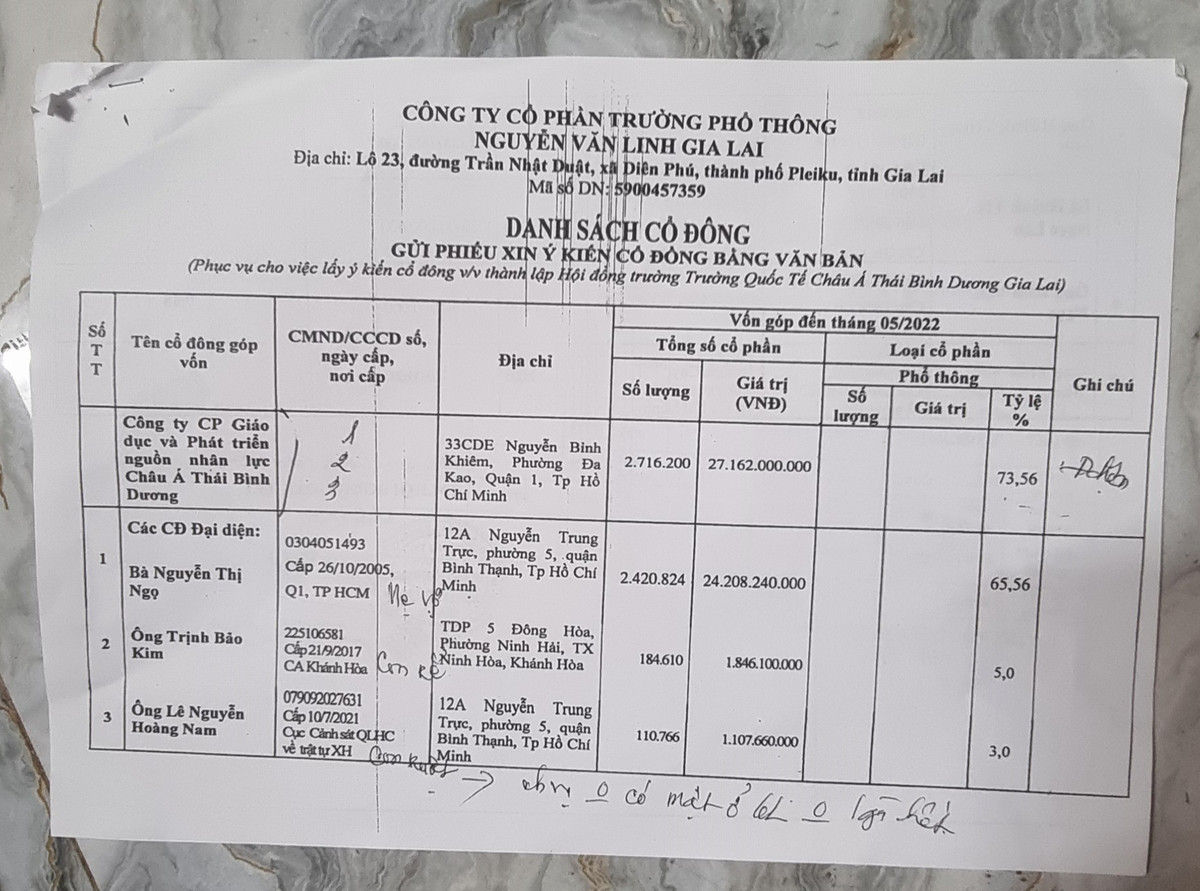 CÔNG TY CỔ PHẦN TRƯỜNG PHỔ THÔNG
NGUYỄN VĂN LINH GIA LAI
Địa chỉ: Lô 23, đường Trần Nhật Duật, xã Diên Phú, thành phố Pleiku, tỉnh Gia Lai
Mã số DN: 5900457359
DANH SÁCH CỔ ĐÔNG
GỬI PHIẾU XIN Ý KIẾN CỔ ĐÔNG BẰNG VĂN BẢN
(Phục vụ cho việc lấy ý kiến cổ đông v/v thành lập Hội đồng trường Trường Quốc Tế Châu Á Thái Bình Dương Gia Lai)
Số
T
T
Tên cổ đông góp
vốn
CMND/CCCD số,
ngày cấp,
nơi cấp
Địa chỉ
Vốn góp đến tháng 05/2022
Tổng số cổ phần
Loại cổ phần
Phổ thông
Số lượng
Giá trị
(VNĐ)
Số
lượng
Giá trị
Tỷ lệ
%
Ghi chú
Công ty CP Giáo
dục và Phát triển
nguồn nhân lực
Châu Á Thái Bình
Dương
1
2
3
33CDE Nguyễn Bỉnh
Khiêm, Phường Đa
Kao, Quận 1, Tp Hồ
Chí Minh
2.716.200
27.162.000.000
73,56
1
Các CĐ Đại diện:
Bà Nguyễn Thị
Ngọ
0304051493
Cấp 26/10/2005,
Q1, TP HCM
Mẹ vợ
12A Nguyễn Trung
Trực, phường 5, quận
Bình Thạnh, Tp Hồ Chí
Minh
2.420.824
24.208.240.000
65,56
2
Ông Trịnh Bảo
Kim
225106581
Cấp 21/9/2017
CA Khánh Hòa
Con rể
TDP 5 Đông Hòa,
Phường Ninh Hải, TX
Ninh Hòa, Khánh Hòa
184.610
1.846.100.000
5,0
3
Ông Lê Nguyễn
Hoàng Nam
079092027631
Cấp 10/7/2021
Cục Cảnh sát QLHC
về trật tự XH
Con ruột
12A Nguyễn Trung
Trực, phường 5, quận
Bình Thạnh, Tp Hồ Chí
Minh
110.766
1.107.660.000
3,0
→ có mặt ở